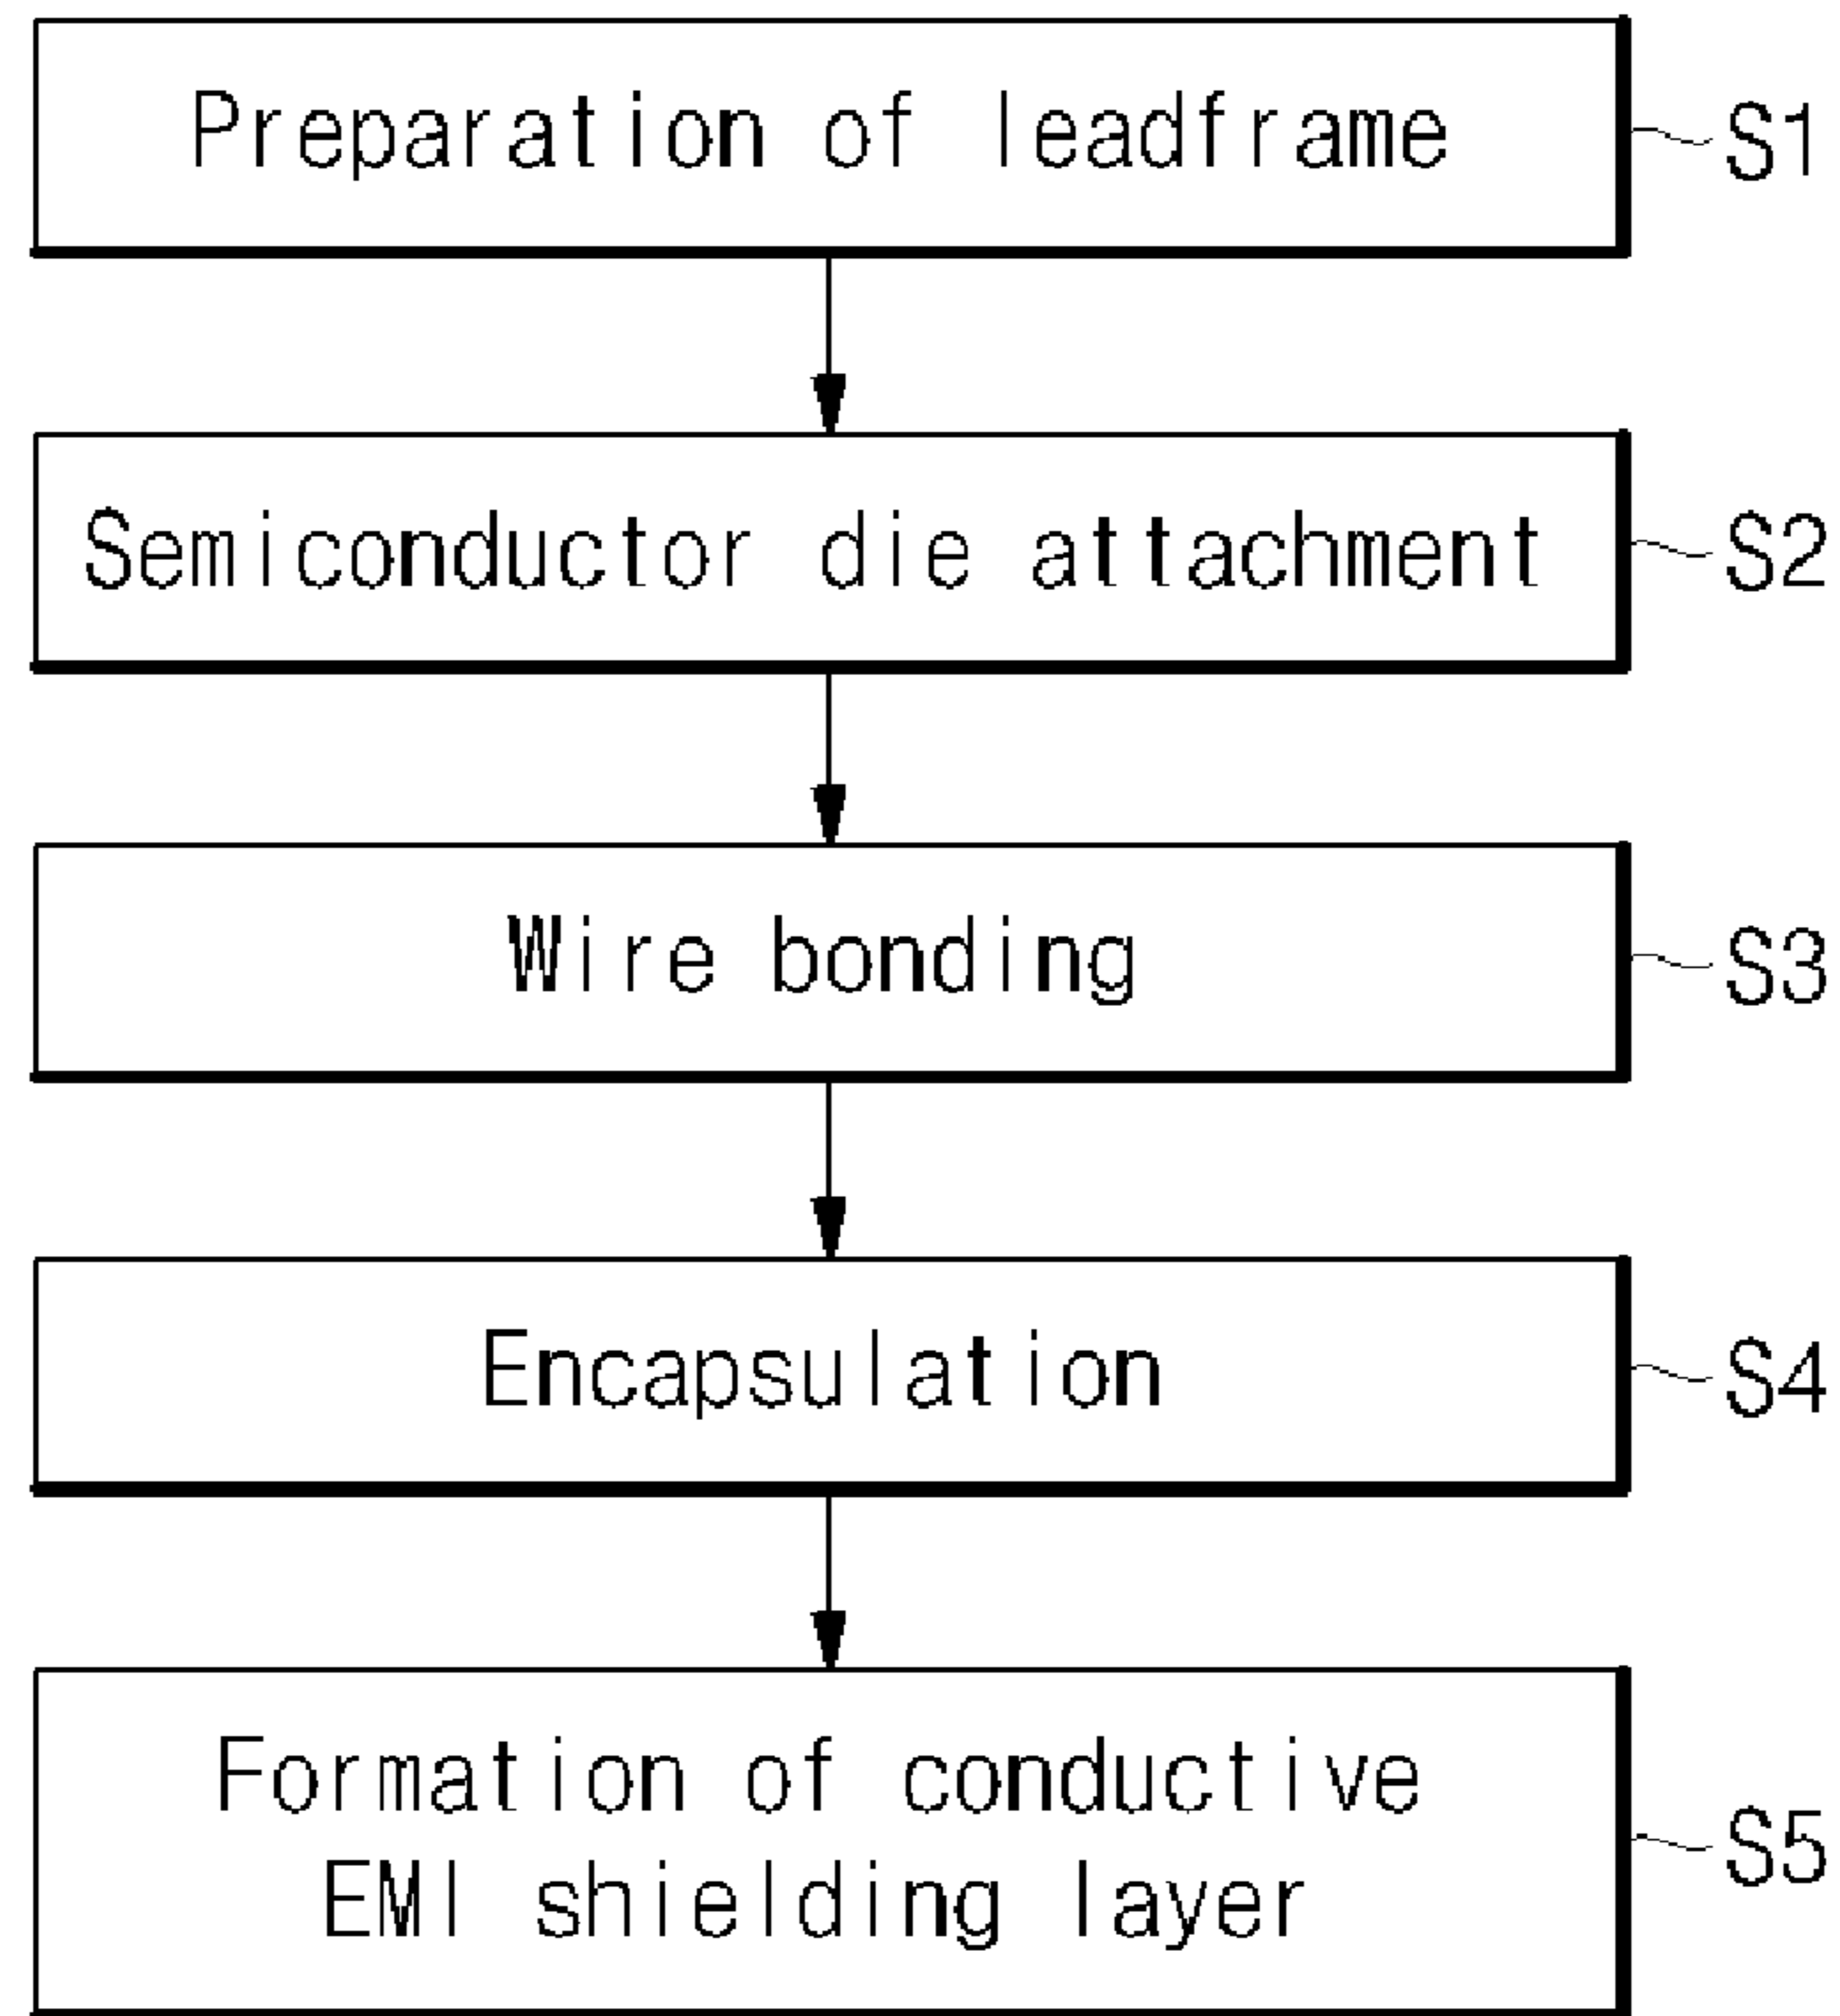 Preparation of leadframe
S1
Semiconductor die attachment
S2
Wire bonding
S3
Encapsulation
S4
Formation of conductive
EMI shielding layer
S5